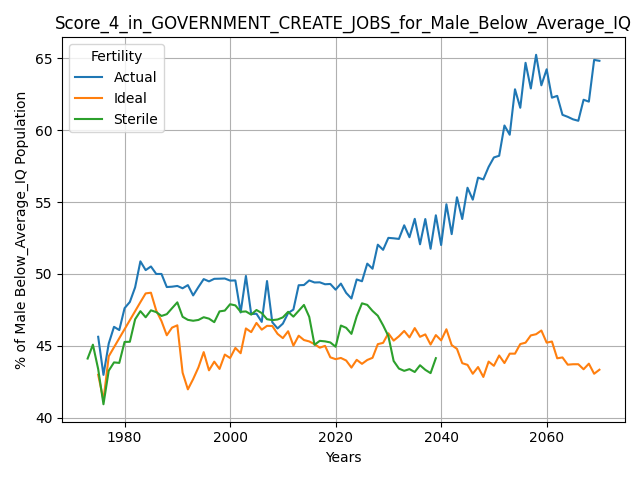 Score_4_in_GOVERNMENT_CREATE_JOBS_for_Male_Below_Average_IQ
Fertility
Actual
Ideal
Sterile
% of Male Below_Average_IQ Population
65
60
55
50
45
40
1980
2000
2020
2040
2060
Years